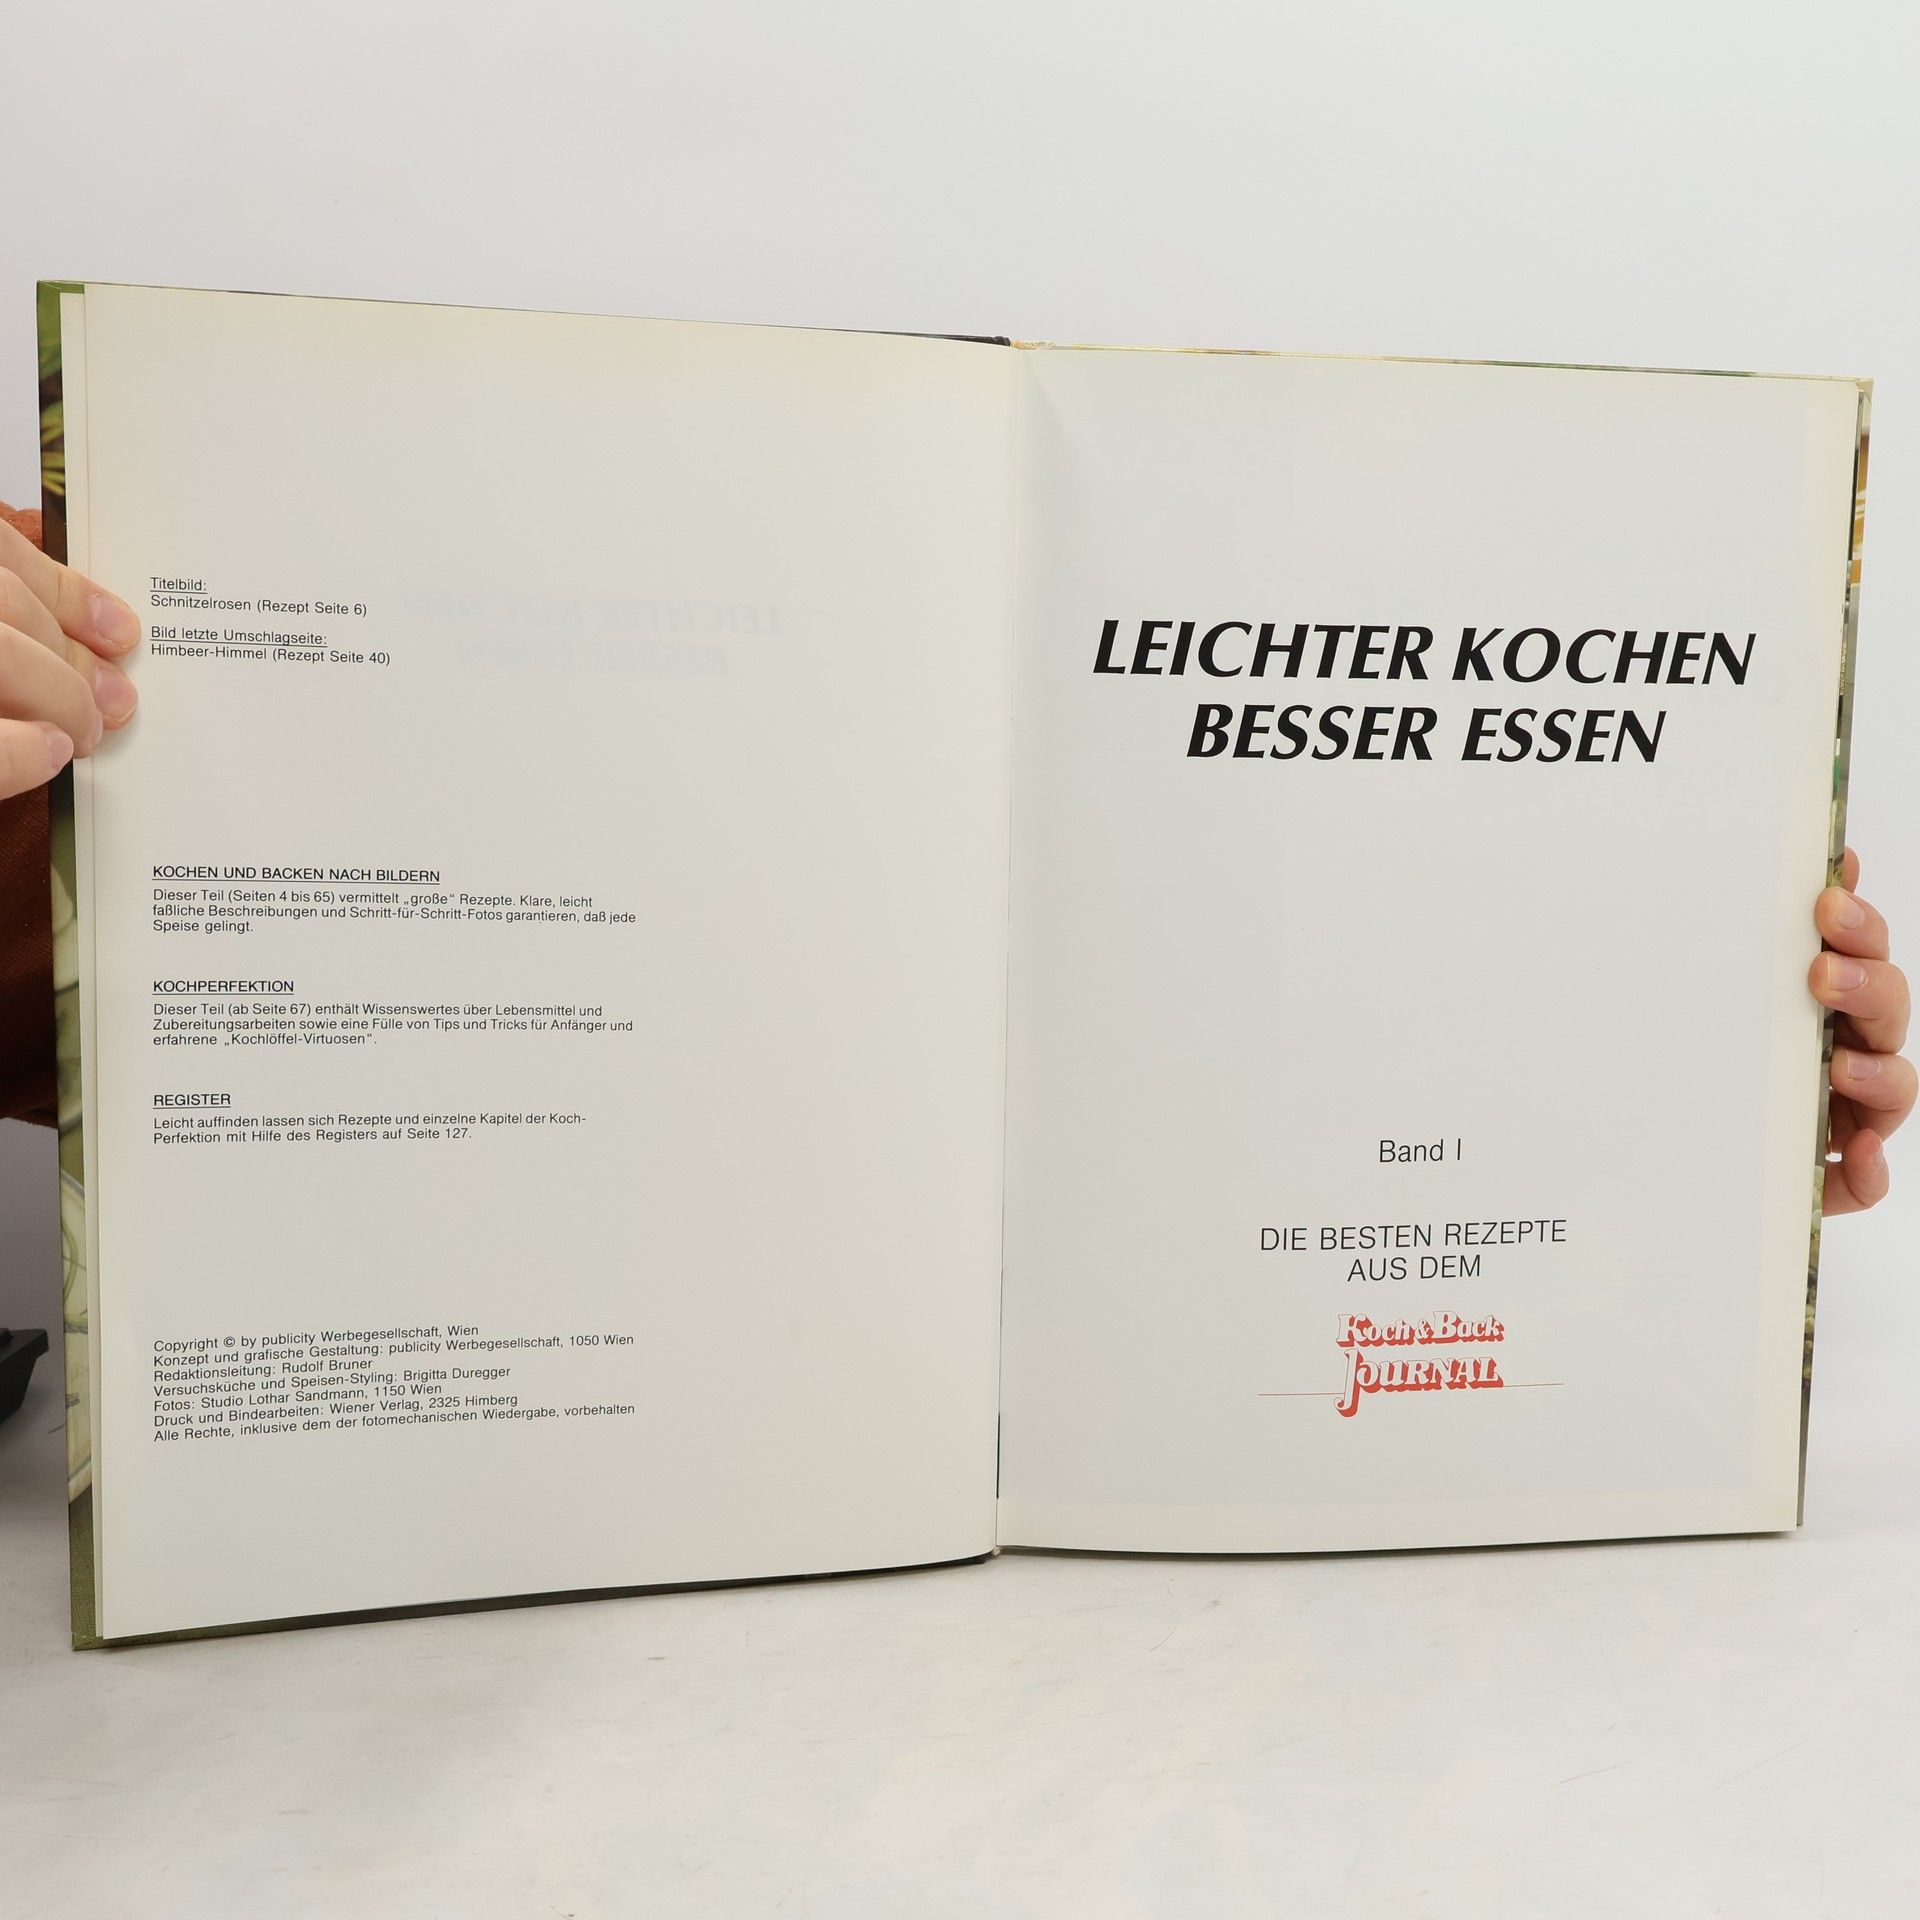 Titelbild:
Schnitzelrosen (Rezept Seite 6)
Bild letzte Umschlagseite:
Himbeer-Himmel (Rezept Seite 40)
KOCHEN UND BACKEN NACH BILDERN
Dieser Teil (Seiten 4 bis 65) vermittelt „große“ Rezepte. Klare, leicht
faßliche Beschreibungen und Schritt-für-Schritt-Fotos garantieren, daß jede
Speise gelingt.
KOCHPERFEKTION
Dieser Teil (ab Seite 67) enthält Wissenswertes über Lebensmittel und
Zubereitungsarbeiten sowie eine Fülle von Tips und Tricks für Anfänger und
erfahrene „Kochlöffel-Virtuosen“.
REGISTER
Leicht auffinden lassen sich Rezepte und einzelne Kapitel der Koch-
Perfektion mit Hilfe des Registers auf Seite 127.
Copyright © by publicity Werbegesellschaft, Wien
Konzept und grafische Gestaltung: publicity Werbegesellschaft, 1050 Wien
Redaktionsleitung: Rudolf Bruner
Versuchsküche und Speisen-Styling: Brigitta Duregger
Fotos: Studio Lothar Sandmann, 1150 Wien
Druck und Bindearbeiten: Wiener Verlag, 2325 Himberg
Alle Rechte, inklusive dem der fotomechanischen Wiedergabe, vorbehalten
LEICHTER KOCHEN
BESSER ESSEN
Band I
DIE BESTEN REZEPTE
AUS DEM
Koch & Back
JOURNAL